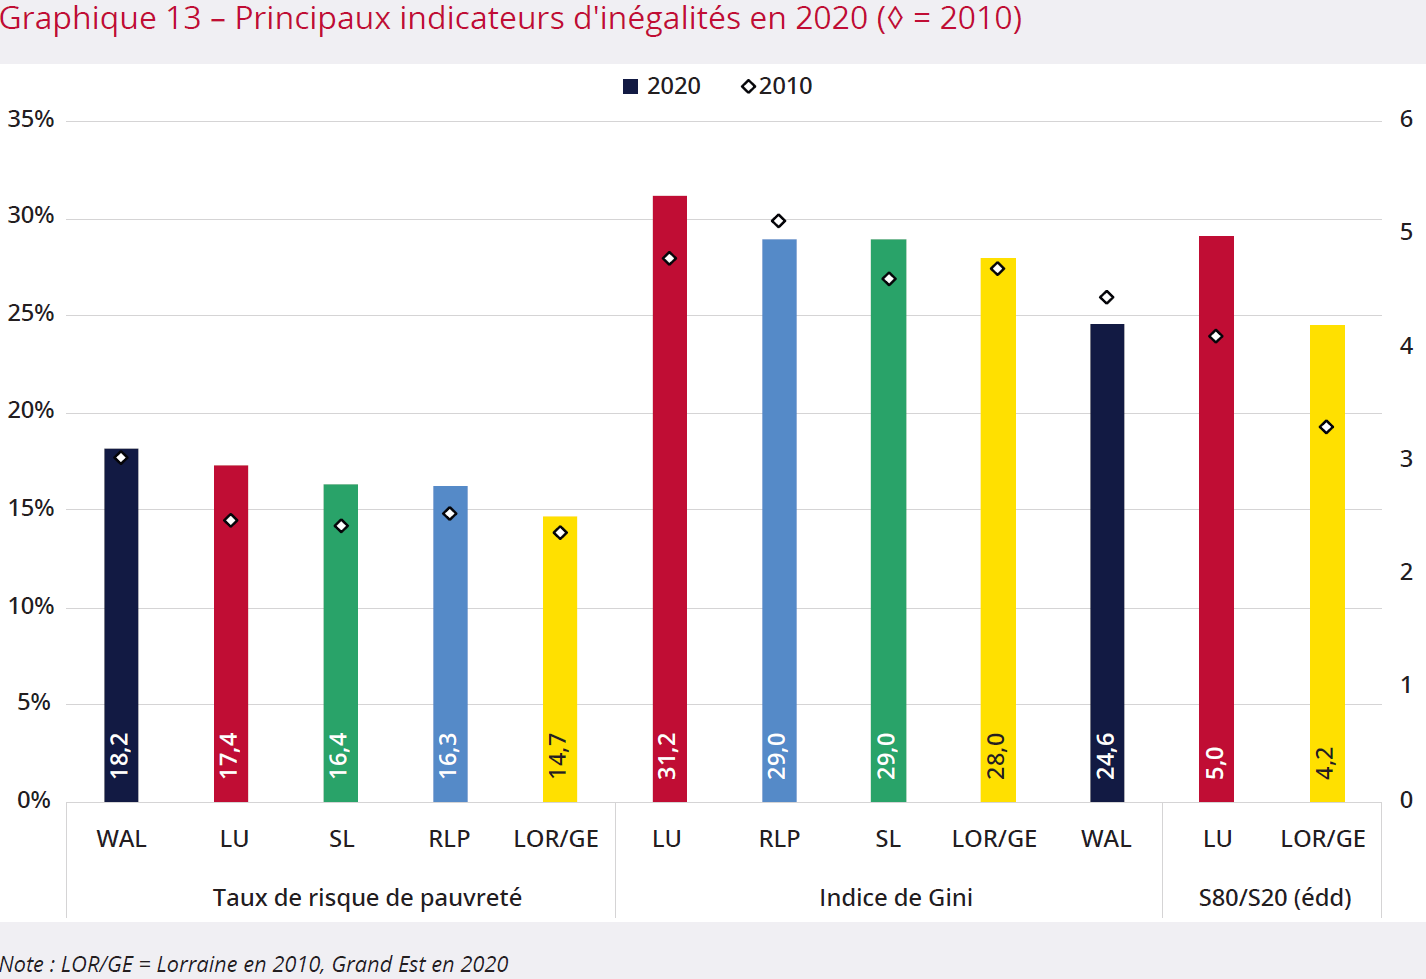 Graphique 13 – Principaux indicateurs d'inégalités en 2020 (◊ = 2010)
2020 2010
35% 6
30%
5
25%
4
20%
3
15%
2
10%
1
5%
0% 0
18,2 17,4 16,4 16,3 14,7 31,2 29,0 29,0 28,0 24,6 5,0 4,2
WAL LU SL RLP LOR/GE LU RLP SL LOR/GE WAL LU LOR/GE
Taux de risque de pauvreté Indice de Gini S80/S20 (édd)
Note : LOR/GE = Lorraine en 2010, Grand Est en 2020